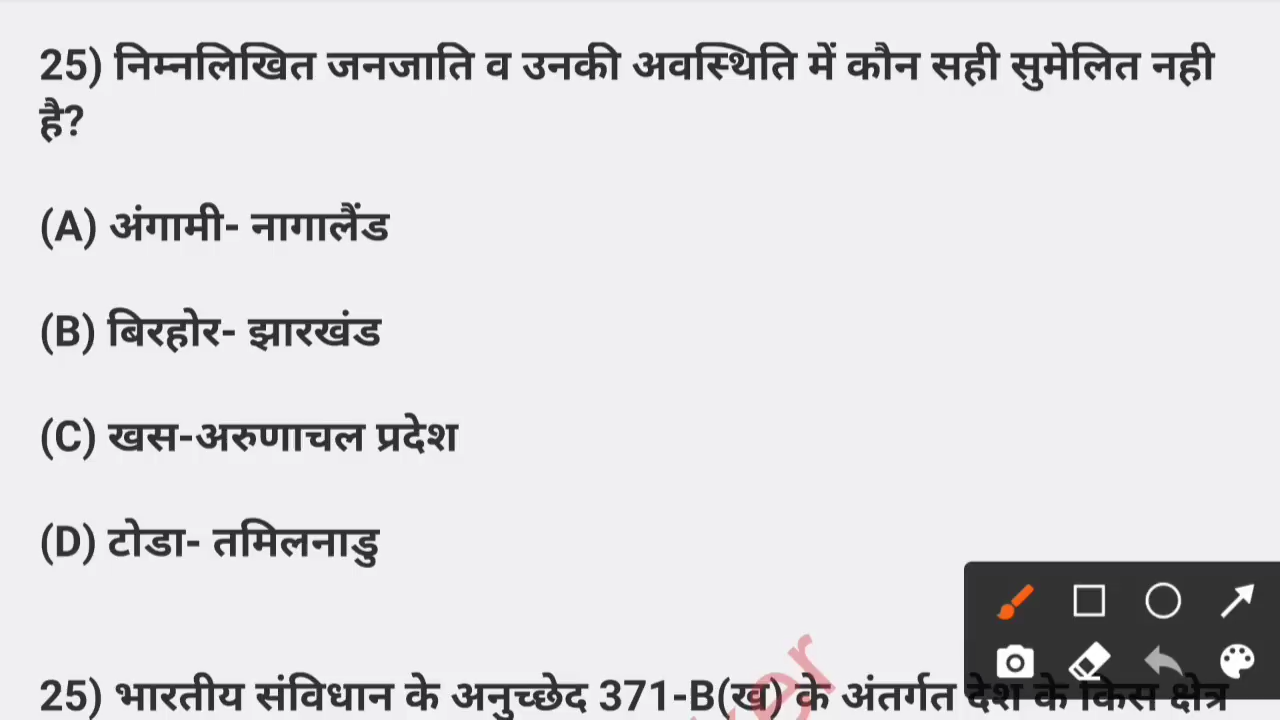 25) निम्नलिखित जनजाति व उनकी अवस्थिति में कौन सही सुमेलित नही
है?
(A) अंगामी- नागालैंड
(B) बिरहोर- झारखंड
(C) खस-अरुणाचल प्रदेश
(D) टोडा- तमिलनाडु
25) भारतीय संविधान के अनुच्छेद 371-B(ख) के अंतर्गत देश के किस क्षेत्र